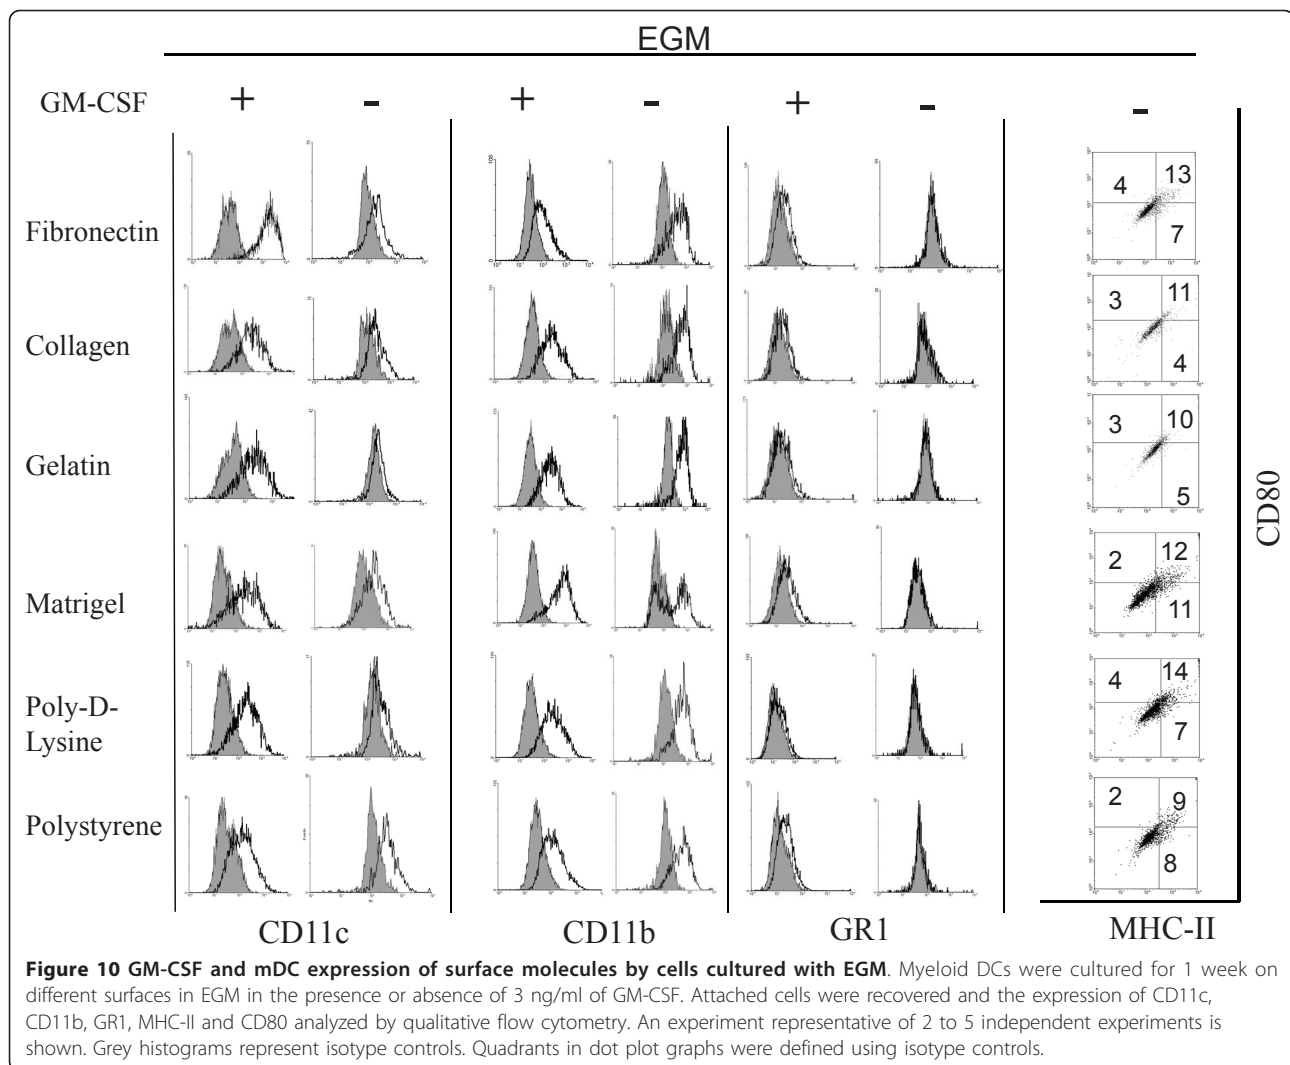 EGM
GM-CSF + - + - + - -
Fibronectin 4 13 7
Collagen 3 11 4
Gelatin 3 10 5
Matrigel 2 12 11
Poly-D-
Lysine 4 14 7
Polystyrene 2 9 8
CD80
CD11c CD11b GR1 MHC-II
Figure 10 GM-CSF and mDC expression of surface molecules by cells cultured with EGM. Myeloid DCs were cultured for 1 week on
different surfaces in EGM in the presence or absence of 3 ng/ml of GM-CSF. Attached cells were recovered and the expression of CD11c,
CD11b, GR1, MHC-II and CD80 analyzed by qualitative flow cytometry. An experiment representative of 2 to 5 independent experiments is
shown. Grey histograms represent isotype controls. Quadrants in dot plot graphs were defined using isotype controls.